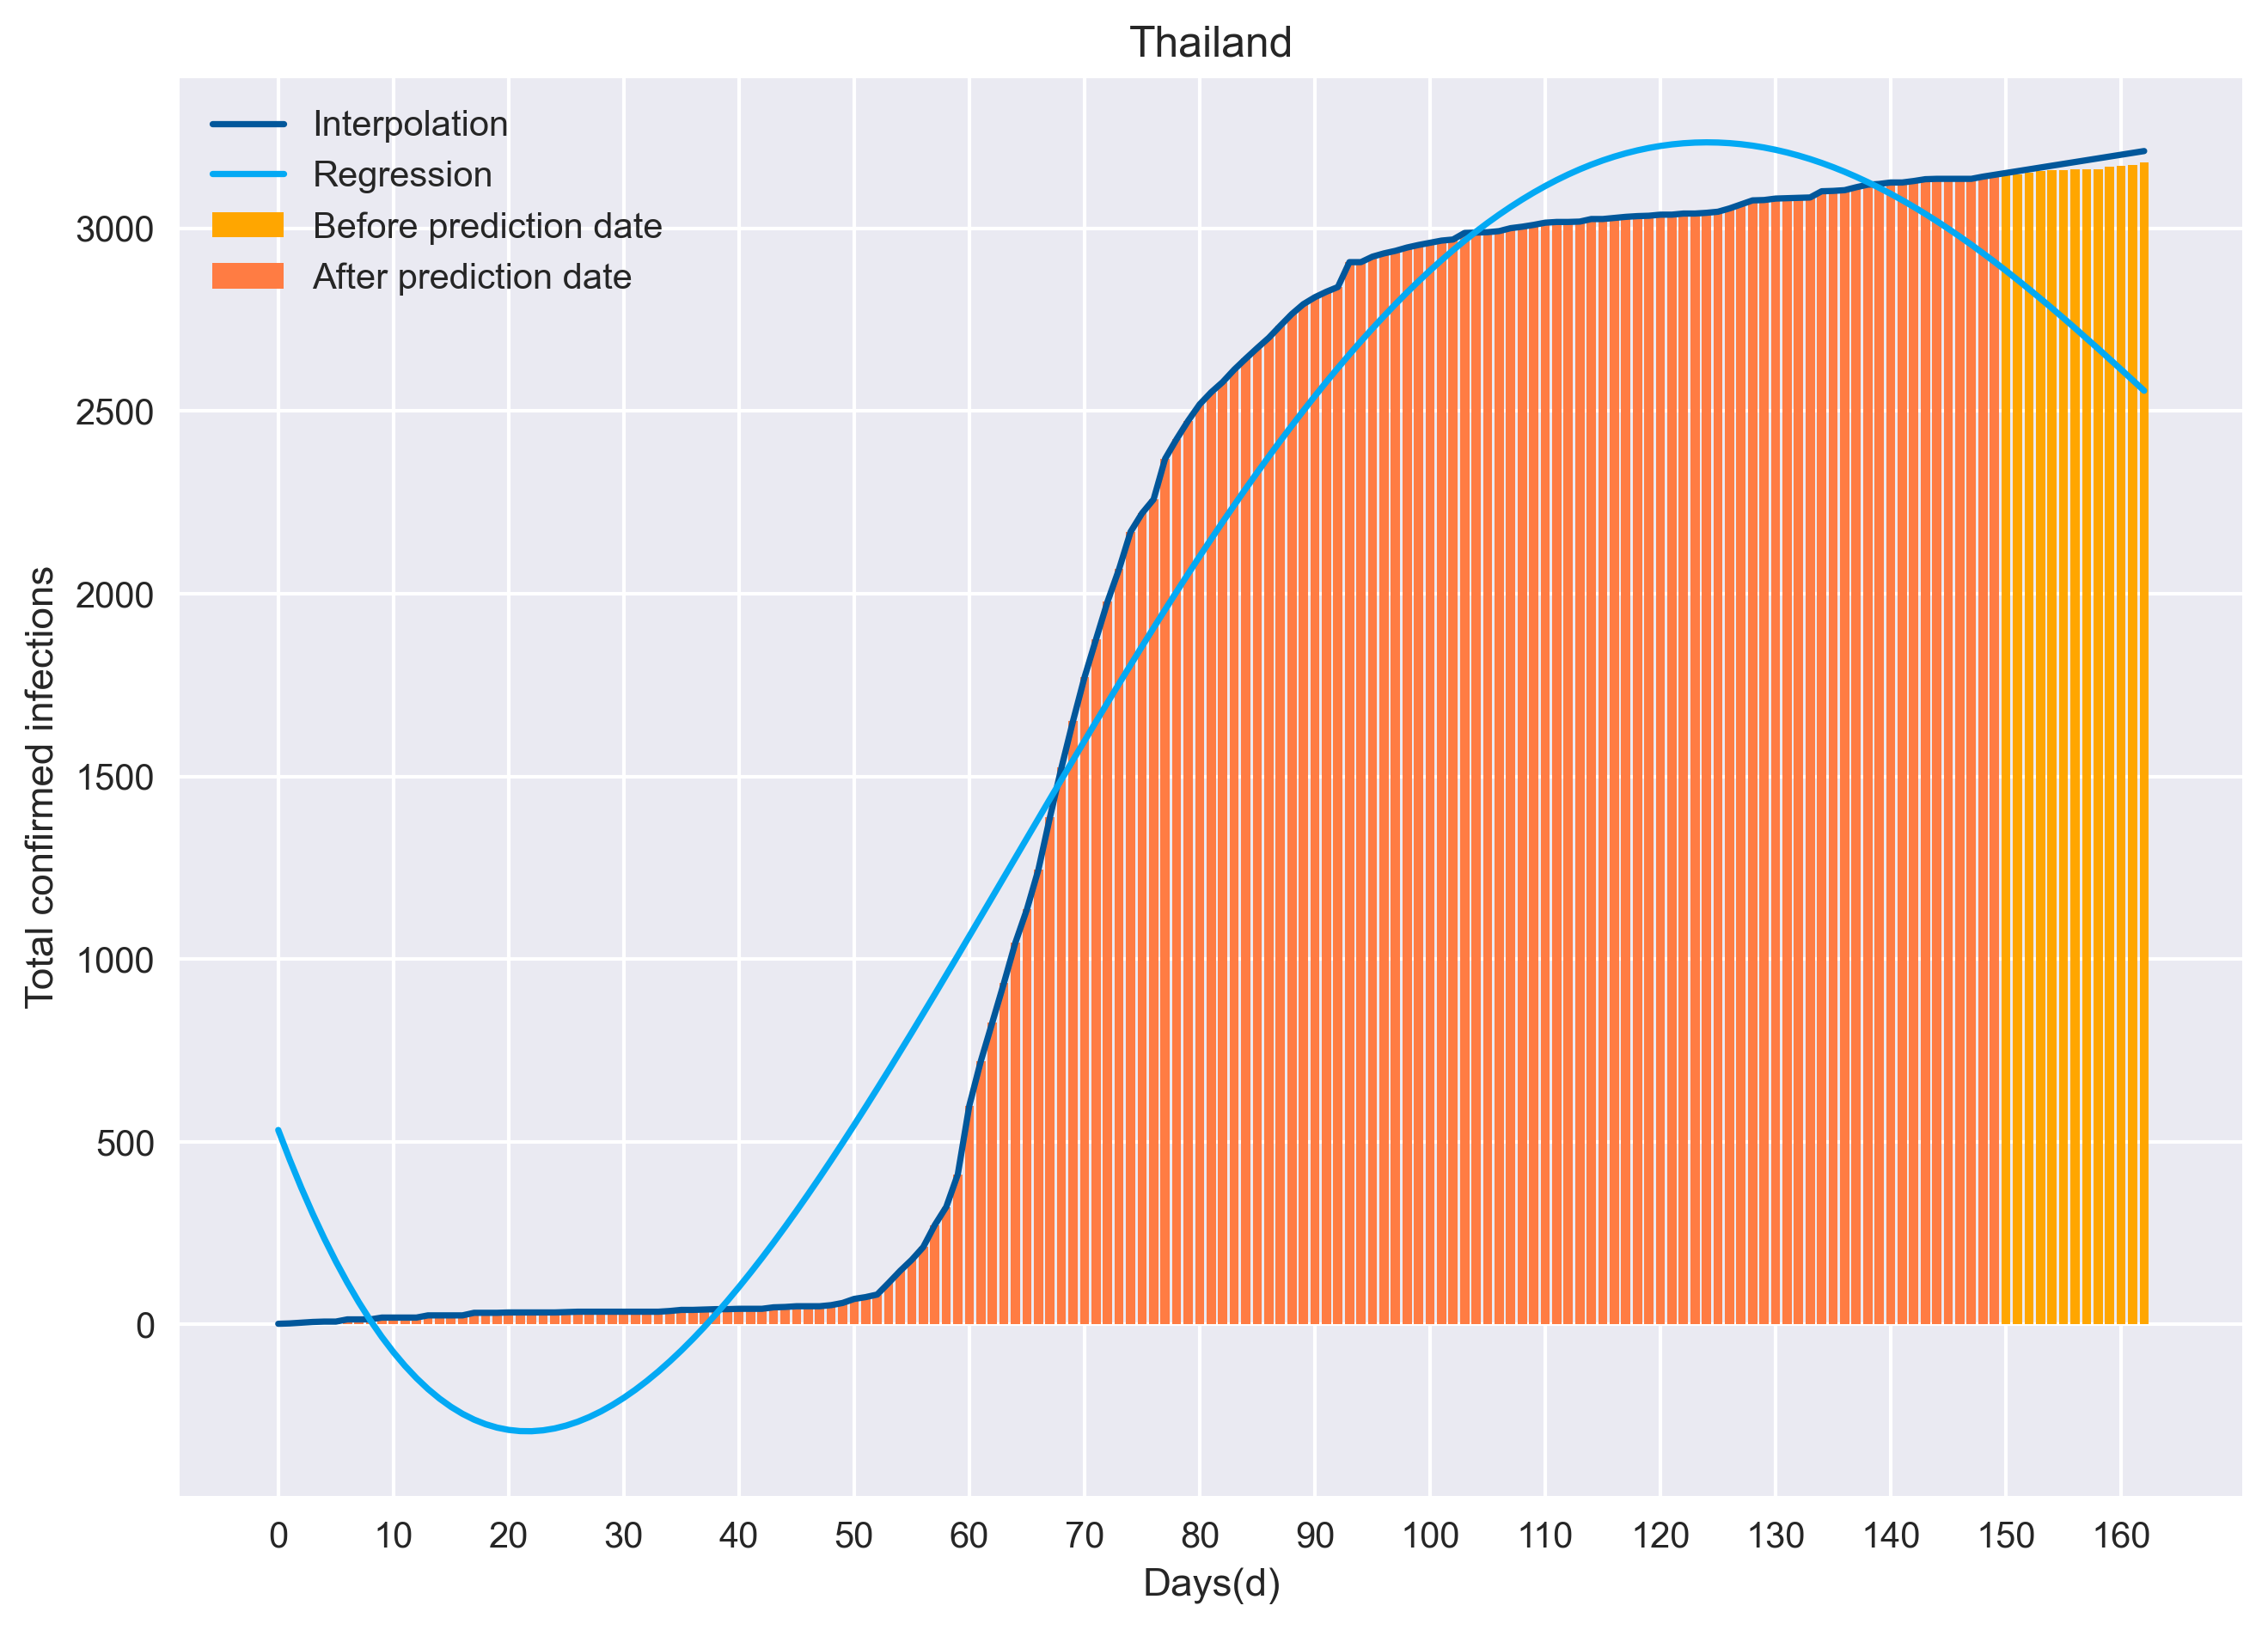 Thailand
Interpolation
Regression
Before prediction date
After prediction date
3000
2500
2000
1500
1000
500
0
Total confirmed infections
0 10 20 30 40 50 60 70 80 90 100 110 120 130 140 150 160
Days(d)